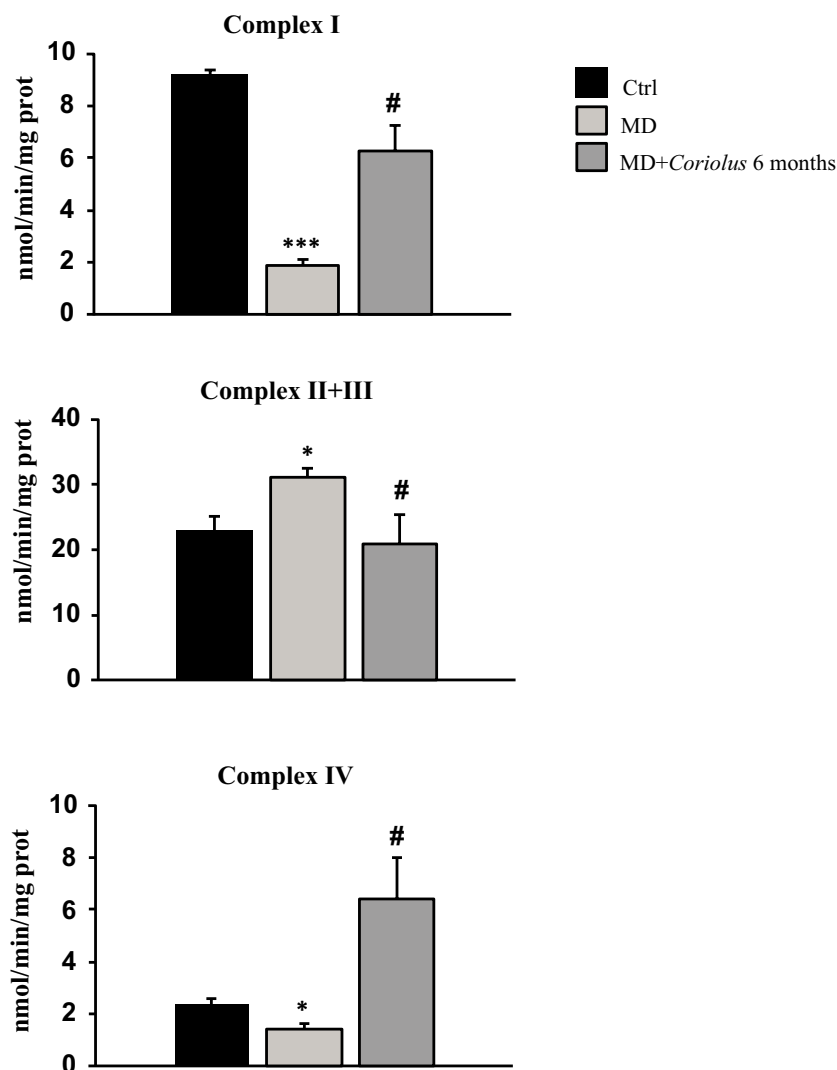 Complex I
nmol/min/mg prot
10
8
6
4
2
0
***
#
Ctrl
MD
MD+Coriolus 6 months
Complex II+III
nmol/min/mg prot
40
30
20
10
0
*
#
Complex IV
nmol/min/mg prot
10
8
6
4
2
0
*
#